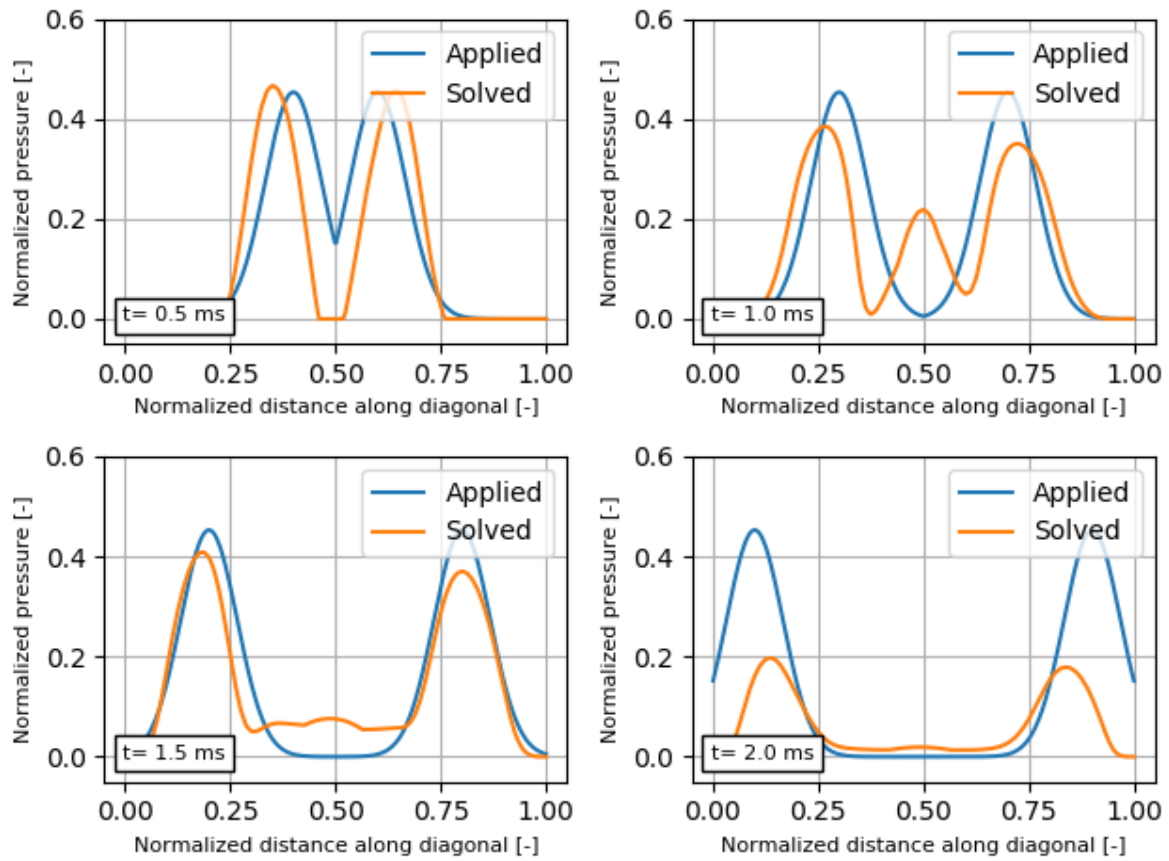 0.6
0.4
0.2
0.0
Normalized pressure [-]
Applied
Solved
t= 0.5 ms
0.00 0.25 0.50 0.75 1.00
Normalized distance along diagonal [-]
0.6
0.4
0.2
0.0
Normalized pressure [-]
Applied
Solved
t= 1.0 ms
0.00 0.25 0.50 0.75 1.00
Normalized distance along diagonal [-]
0.6
0.4
0.2
0.0
Normalized pressure [-]
Applied
Solved
t= 1.5 ms
0.00 0.25 0.50 0.75 1.00
Normalized distance along diagonal [-]
0.6
0.4
0.2
0.0
Normalized pressure [-]
Applied
Solved
t= 2.0 ms
0.00 0.25 0.50 0.75 1.00
Normalized distance along diagonal [-]